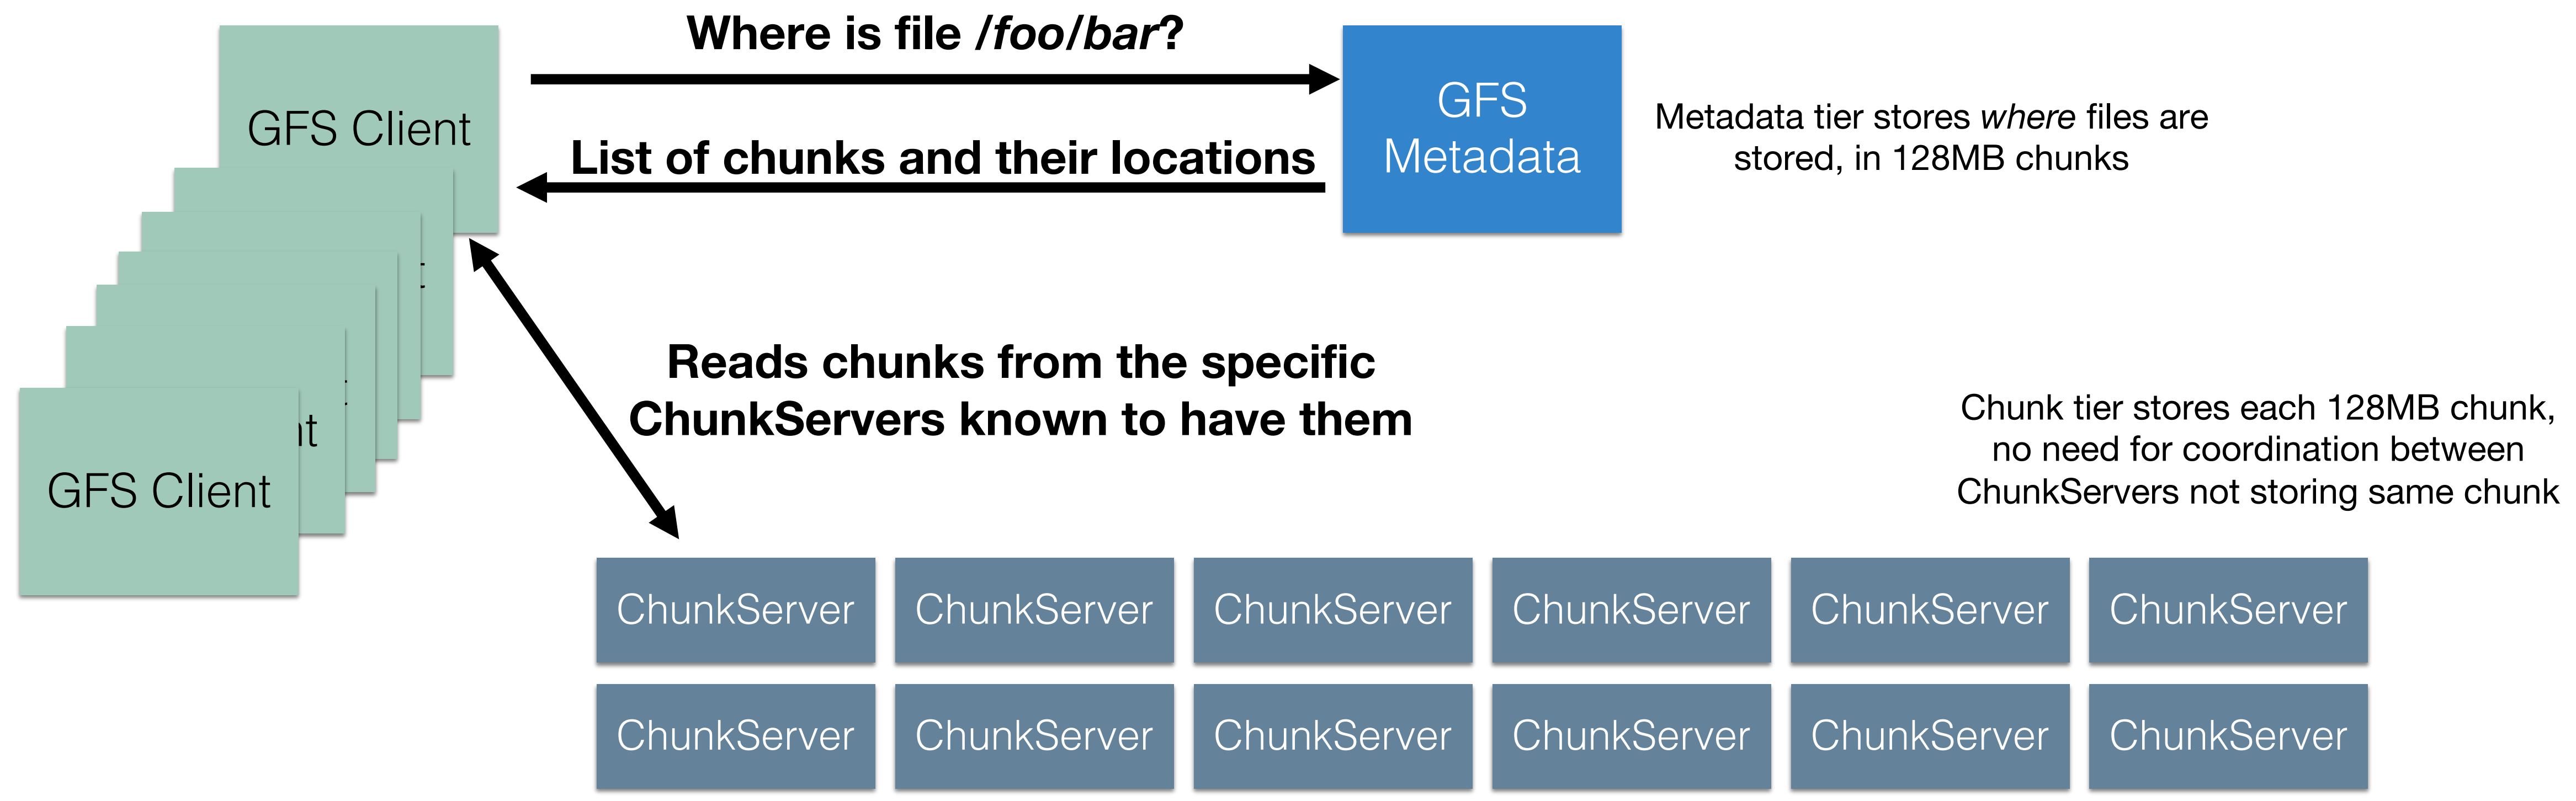 Where is file /foo/bar?
GFS Client
GFS
Metadata
Metadata tier stores where files are
stored, in 128MB chunks
List of chunks and their locations
Reads chunks from the specific
ChunkServers known to have them
Chunk tier stores each 128MB chunk,
no need for coordination between
ChunkServers not storing same chunk
t
nt
GFS Client
ChunkServer ChunkServer ChunkServer ChunkServer ChunkServer ChunkServer
ChunkServer ChunkServer ChunkServer ChunkServer ChunkServer ChunkServer